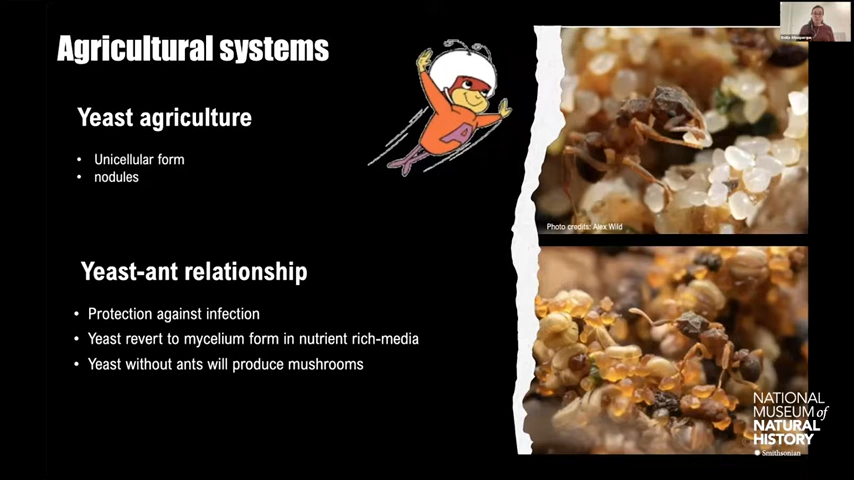 Agricultural systems
Yeast agriculture
• Unicellular form
• nodules
A
Yeast-ant relationship
• Protection against infection
• Yeast revert to mycelium form in nutrient rich-media
• Yeast without ants will produce mushrooms
Photo credits: Alex Wild
NATIONAL
MUSEUM of
NATURAL
HISTORY
Smithsonian